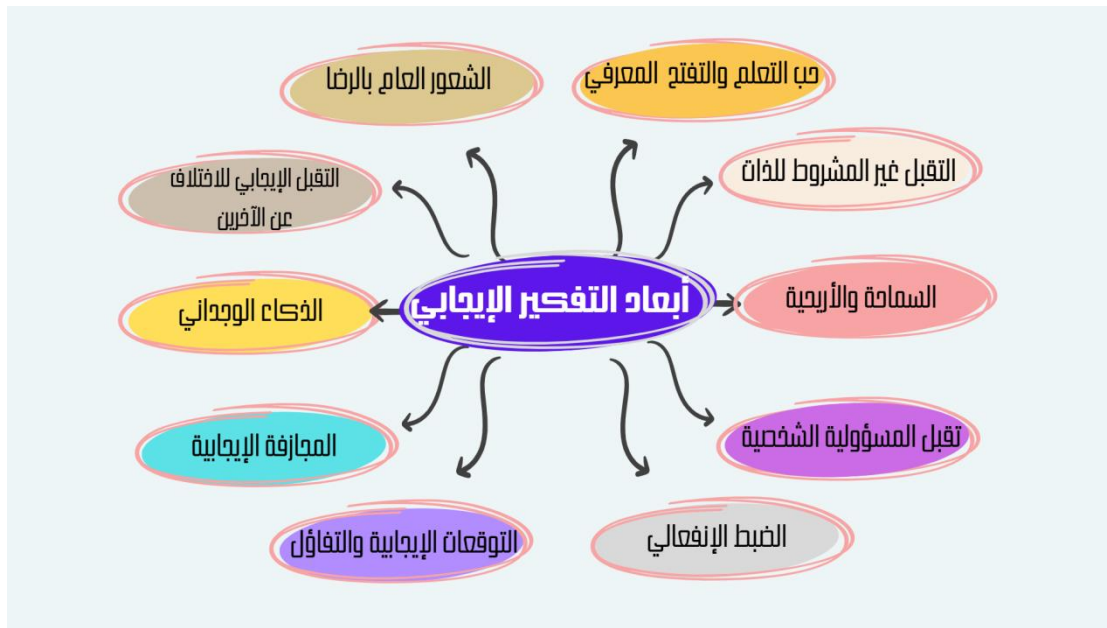 حب التعلم والتفتح المعرفي
الشعور العام بالرضا
التقبل غير المشروط للذات
التقبل الإيجابي للاختلاف
عن الآخرين
أبعاد التفكير الإيجابي
السماحة والأريحية
الذكاء الوجداني
تقبل المسؤولية الشخصية
المجازفة الإيجابية
الضبط الإنفعالي
التوقعات الإيجابية والتفاؤل